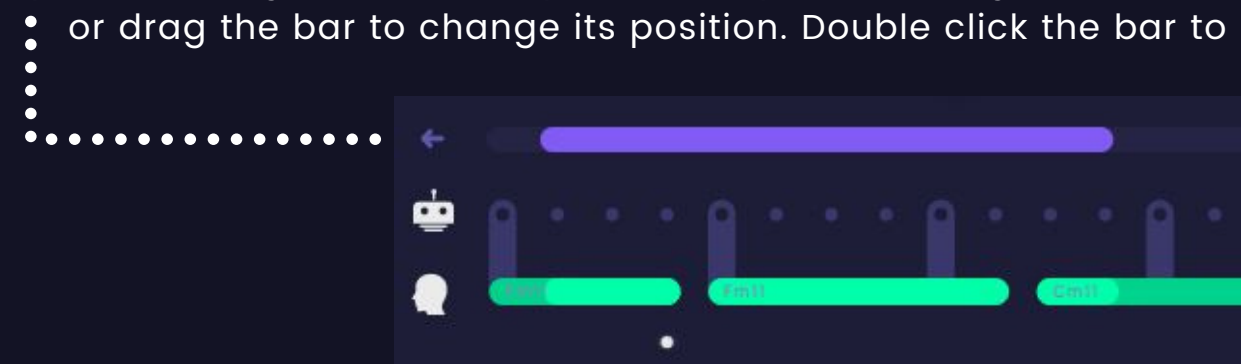 or drag the bar to change its position. Double click the bar to
Fm11
Cm11